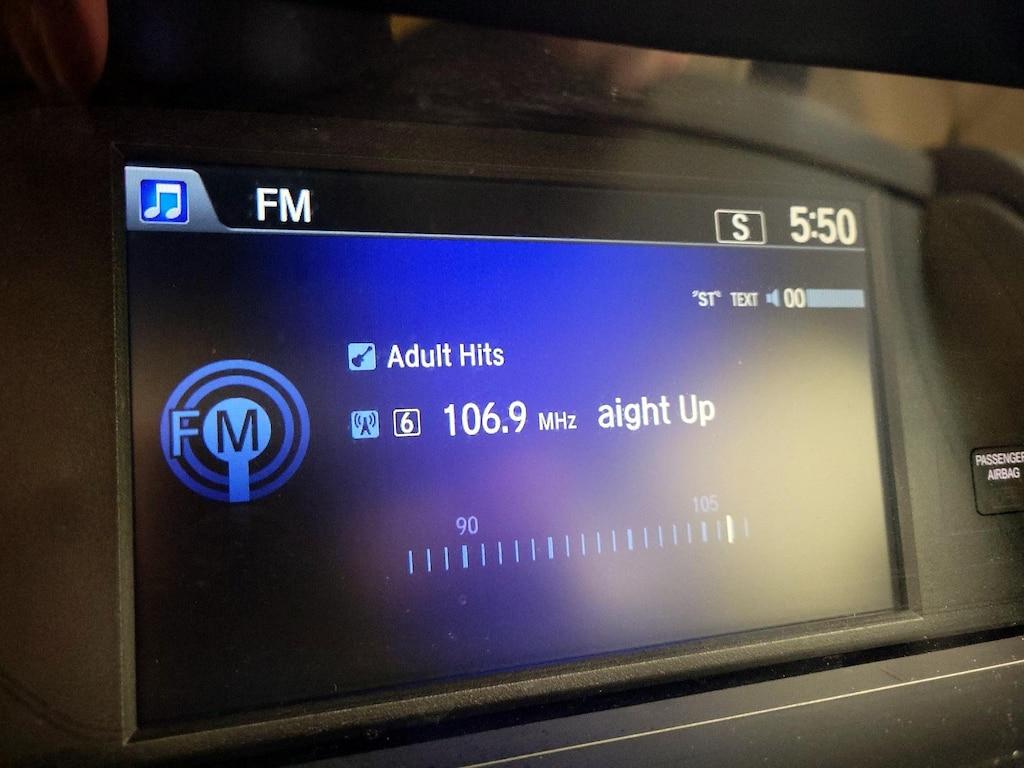 FM
S 5:50
"ST" TEXT 00
Adult Hits
FM
6 106.9 MHz aight Up
90 105
PASSENGER
AIRBAG